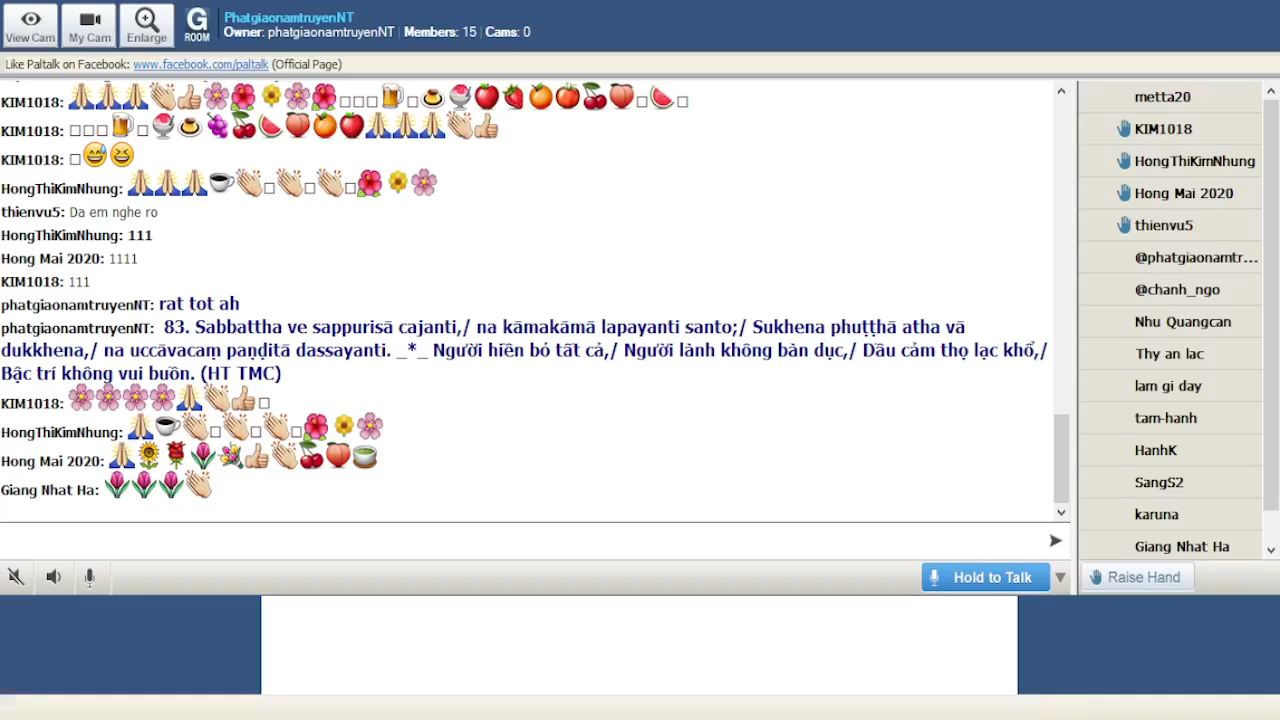 View Cam
My Cam
Enlarge
G
ROOM
PhatgiaonamtruyenNT
Owner: phatgiaonamtruyenNT | Members: 15 | Cams: 0
Like Paltalk on Facebook: www.facebook.com/paltalk (Official Page)
KIM1018:
KIM1018:
KIM1018:
HongThiKimNhung:
thienvu5: Da em nghe ro
HongThiKimNhung: 111
Hong Mai 2020: 1111
KIM1018: 111
phatgiaonamtruyenNT: rat tot ah
phatgiaonamtruyenNT: 83. Sabbattha ve sappurisā cajanti,/ na kāmakāmā lapayanti santo;/ Sukhena phuṭṭhā atha vā
dukkhena,/ na uccāvacaṃ paṇḍitā dassayanti. _*_ Người hiền bỏ tất cả,/ Người lành không bàn dục,/ Dầu cảm thọ lạc khổ,/
Bậc trí không vui buồn. (HT TMC)
KIM1018:
HongThiKimNhung:
Hong Mai 2020:
Giang Nhat Ha:
metta20
KIM1018
HongThiKimNhung
Hong Mai 2020
thienvu5
@phatgiaonamtr...
@chanh_ngo
Nhu Quangcan
Thy an lac
lam gi day
tam-hanh
HanhK
SangS2
karuna
Giang Nhat Ha
Hold to Talk
Raise Hand